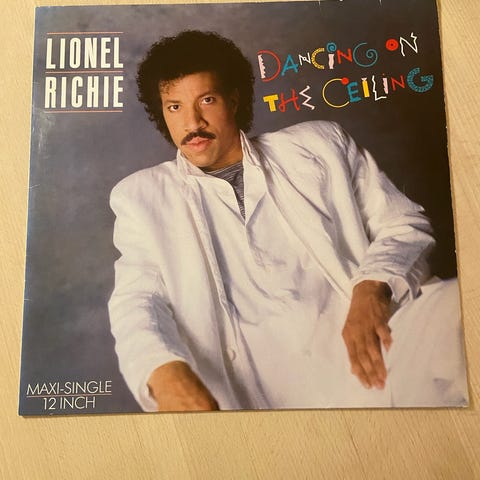 LIONEL
RICHIE
DANCING ON
THE CEILING
MAXI-SINGLE
12 INCH